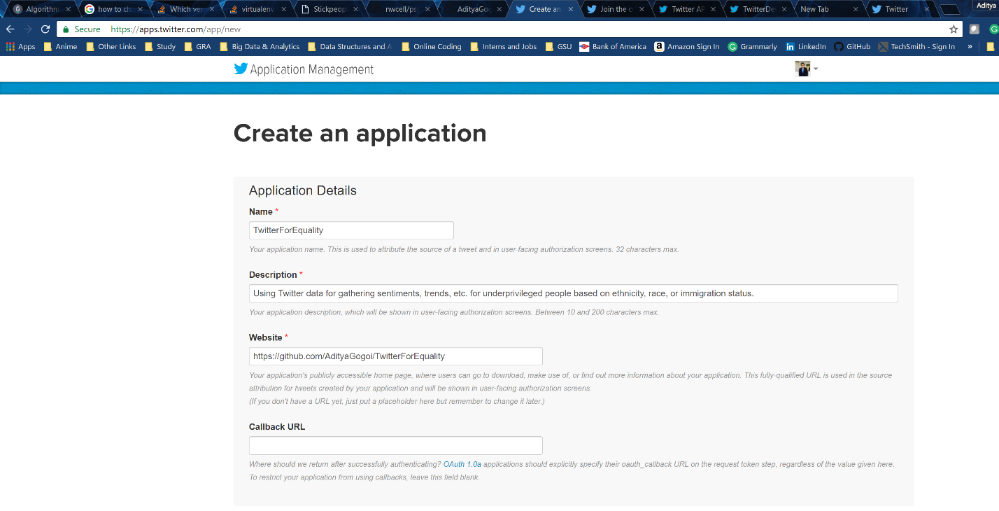 Algorithm
how to ch
Which ver
virtualenv
Stickpeop
nwcell/psy
AdityaGog
Create an
Join the c
Twitter AP
TwitterDe
New Tab
Twitter
Aditya
Secure https://apps.twitter.com/app/new
Apps
Anime
Other Links
Study
GRA
Big Data & Analytics
Data Structures and A
Online Coding
Interns and Jobs
GSU
Bank of America
Amazon Sign In
Grammarly
LinkedIn
GitHub
TechSmith - Sign In
»
Application Management
Create an application
Application Details
Name *
TwitterForEquality
Your application name. This is used to attribute the source of a tweet and in user-facing authorization screens. 32 characters max.
Description *
Using Twitter data for gathering sentiments, trends, etc. for underprivileged people based on ethnicity, race, or immigration status.
Your application description, which will be shown in user-facing authorization screens. Between 10 and 200 characters max.
Website *
https://github.com/AdityaGogoi/TwitterForEquality
Your application's publicly accessible home page, where users can go to download, make use of, or find out more information about your application. This fully-qualified URL is used in the source
attribution for tweets created by your application and will be shown in user-facing authorization screens.
(If you don't have a URL yet, just put a placeholder here but remember to change it later.)
Callback URL
Where should we return after successfully authenticating? OAuth 1.0a applications should explicitly specify their oauth_callback URL on the request token step, regardless of the value given here.
To restrict your application from using callbacks, leave this field blank.